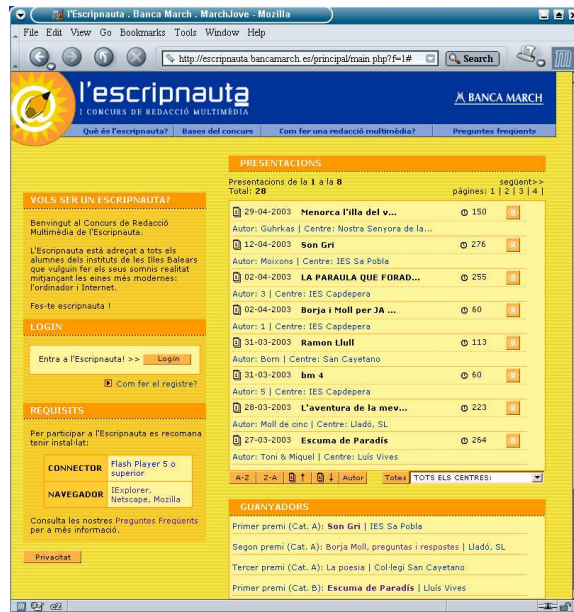 l'Escripnauta . Banca March . MarchJove - Mozilla
File Edit View Go Bookmarks Tools Window Help
http://escripnauta.bancamarch.es/principal/main.php?f=1#
Search
l'escripnauta
I CONCURS DE REDACCIÓ MULTIMÈDIA
BANCA MARCH
Què és l'escripnauta? Bases del concurs Com fer una redacció multimèdia? Preguntes freqüents
VOLS SER UN ESCRIPNAUTA?
Benvingut al Concurs de Redacció
Multimèdia de l'Escripnauta.
L'Escripnauta està adreçat a tots els
alumnes dels instituts de les Illes Balears
que vulguin fer els seus somnis realitat
mitjançant les eines més modernes:
l'ordinador i Internet.
Fes-te escripnauta !
LOGIN
Entra a l'Escripnauta! >> Login
Com fer el registre?
REQUISITS
Per participar a l'Escripnauta es recomana
tenir instal·lat:
CONNECTOR Flash Player 5 o
superior
NAVEGADOR IExplorer,
Netscape, Mozilla
Consulta les nostres Preguntes Freqüents
per a més informació.
Privacitat
PRESENTACIONS
Presentacions de la 1 a la 8 següent>>
Total: 28 pàgines: 1 | 2 | 3 | 4 |
29-04-2003 Menorca l'illa del v... 150
Autor: Guhrkas | Centre: Nostra Senyora de la...
12-04-2003 Son Gri 276
Autor: Moixons | Centre: IES Sa Pobla
02-04-2003 LA PARAULA QUE FORAD... 255
Autor: 3 | Centre: IES Capdepera
02-04-2003 Borja i Moll per JA ... 60
Autor: 1 | Centre: IES Capdepera
31-03-2003 Ramon Llull 113
Autor: Born | Centre: San Cayetano
31-03-2003 bm 4 60
Autor: 5 | Centre: IES Capdepera
28-03-2003 L'aventura de la mev... 223
Autor: Moll de cinc | Centre: Lladó, SL
27-03-2003 Escuma de Paradís 264
Autor: Toni & Miquel | Centre: Luís Vives
A-Z Z-A Autor Totes TOTS ELS CENTRES:
GUANYADORS
Primer premi (Cat. A): Son Gri | IES Sa Pobla
Segon premi (Cat. A): Borja Moll, preguntes i respostes | Lladó, SL
Tercer premi (Cat. A): La poesia | Col·legi San Cayetano
Primer premi (Cat. B): Escuma de Paradís | Lluís Vives